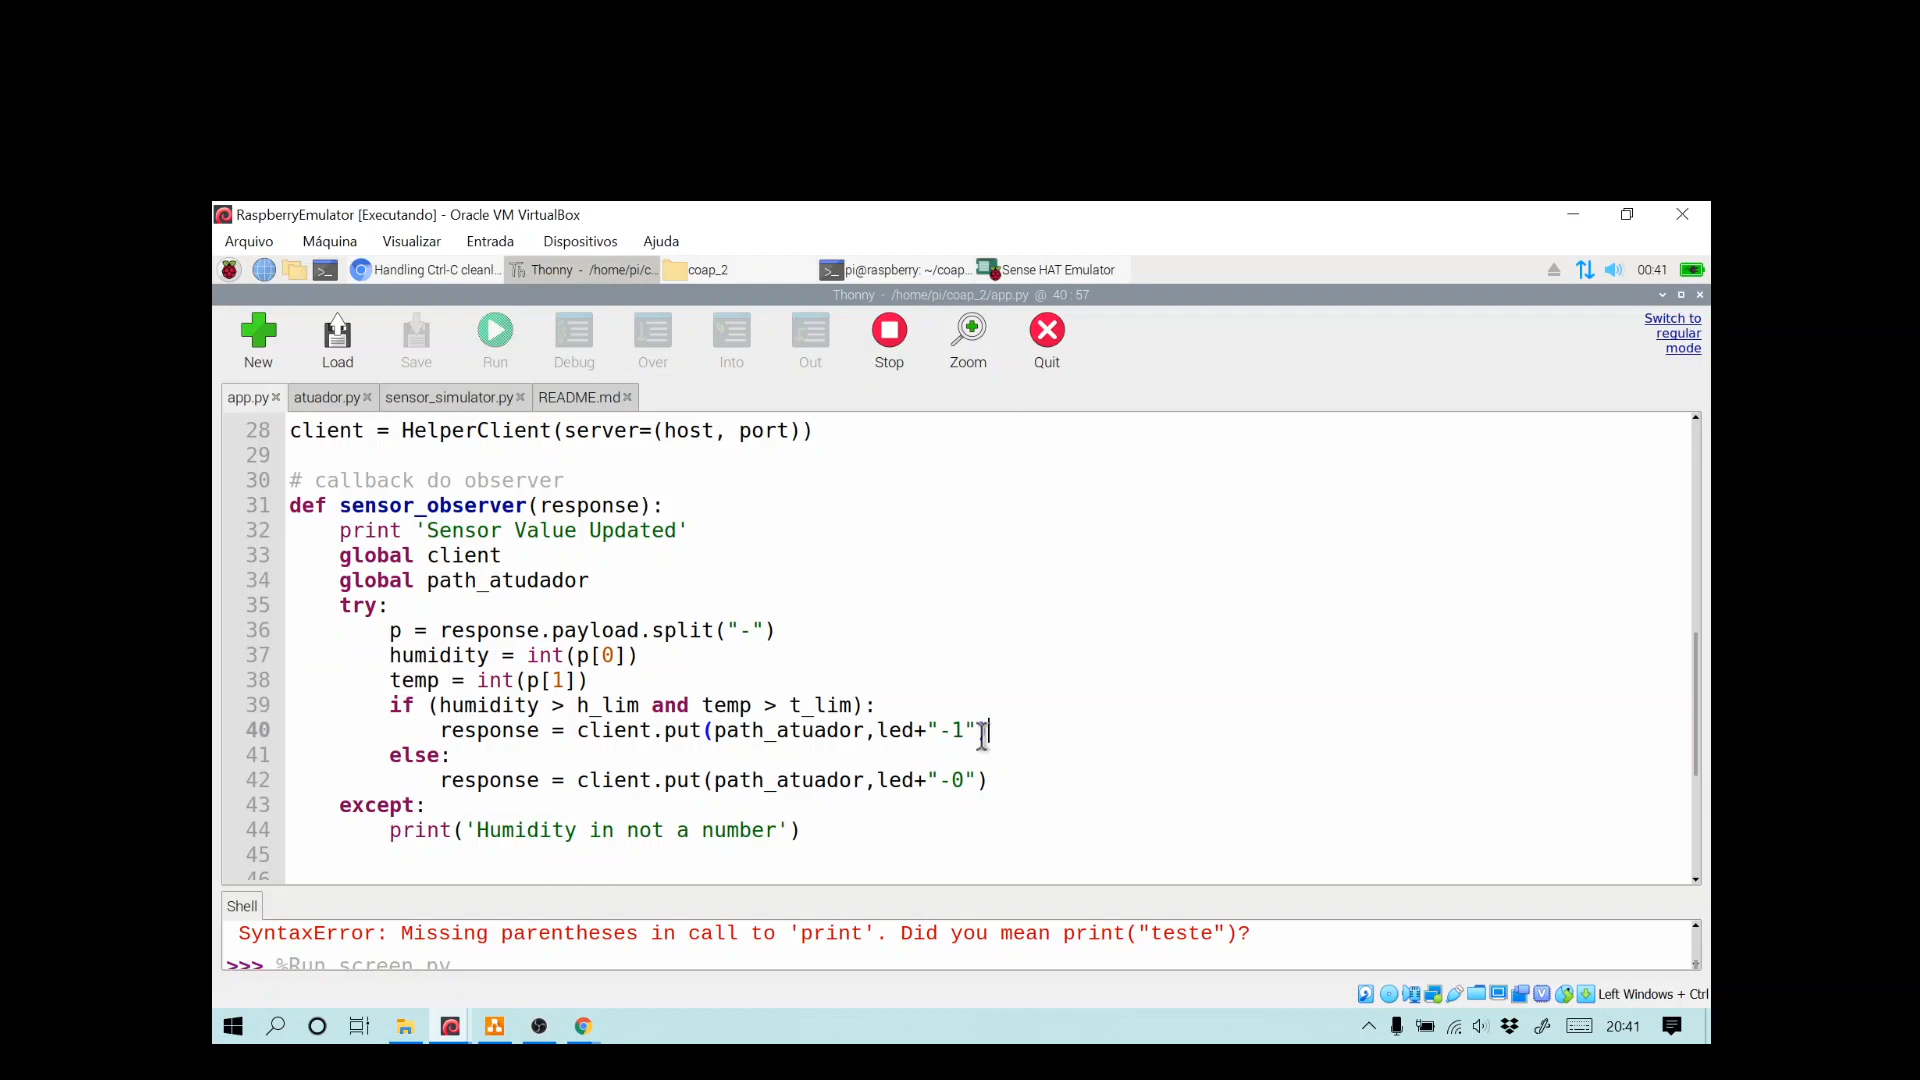 RaspberryEmulator [Executando] - Oracle VM VirtualBox
Arquivo Máquina Visualizar Entrada Dispositivos Ajuda
Handling Ctrl-C cleanl... Thonny - /home/pi/c... coap_2 pi@raspberry: ~/coap... Sense HAT Emulator 00:41
Thonny - /home/pi/coap_2/app.py @ 40:57
New Load Save Run Debug Over Into Out Stop Zoom Quit
Switch to
regular
mode
app.py atuador.py sensor_simulator.py README.md
28 client = HelperClient(server=(host, port))
29
30 # callback do observer
31 def sensor_observer(response):
32 print 'Sensor Value Updated'
33 global client
34 global path_atudador
35 try:
36 p = response.payload.split("-")
37 humidity = int(p[0])
38 temp = int(p[1])
39 if (humidity > h_lim and temp > t_lim):
40 response = client.put(path_atuador,led+"-1")
41 else:
42 response = client.put(path_atuador,led+"-0")
43 except:
44 print('Humidity in not a number')
45
46
Shell
SyntaxError: Missing parentheses in call to 'print'. Did you mean print("teste")?
>>> %Run screen.py
Left Windows + Ctrl
20:41